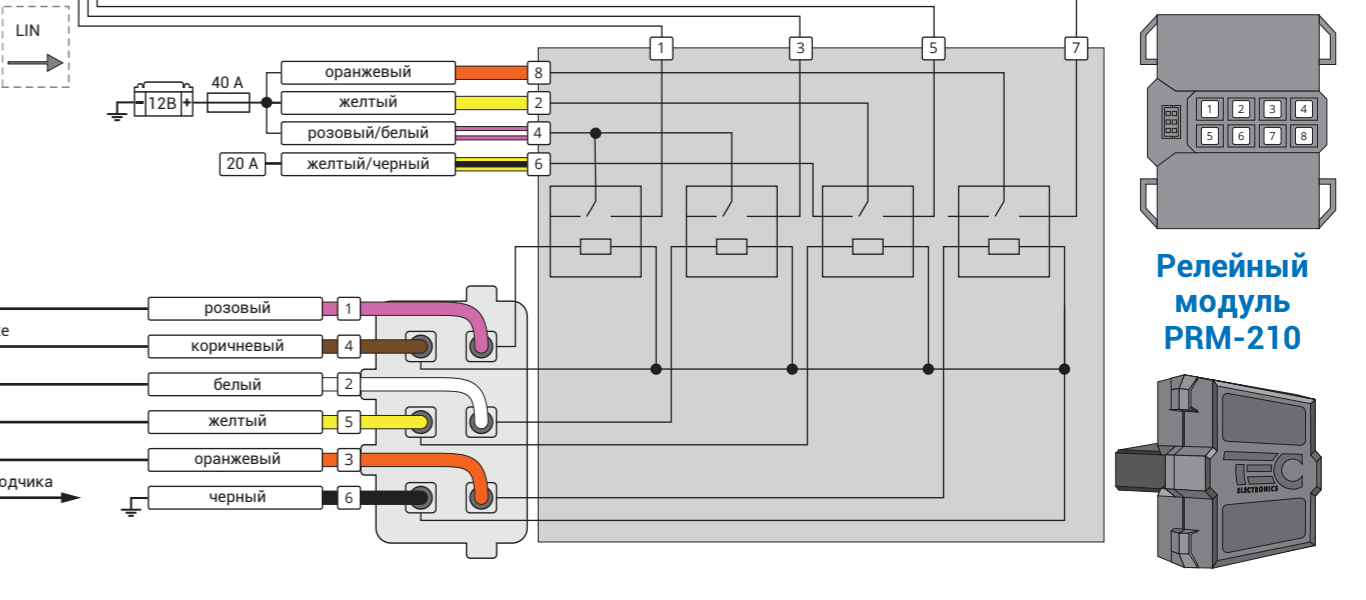 LIN
1 3 5 7
оранжевый 8
40 А
- 12В + желтый 2
розовый/белый 4
20 А желтый/черный 6
1 2 3 4
5 6 7 8
Релейный
модуль
PRM-210
розовый 1
коричневый 4
белый 2
желтый 5
оранжевый 3
одчика
черный 6
TEC
ELECTRONICS